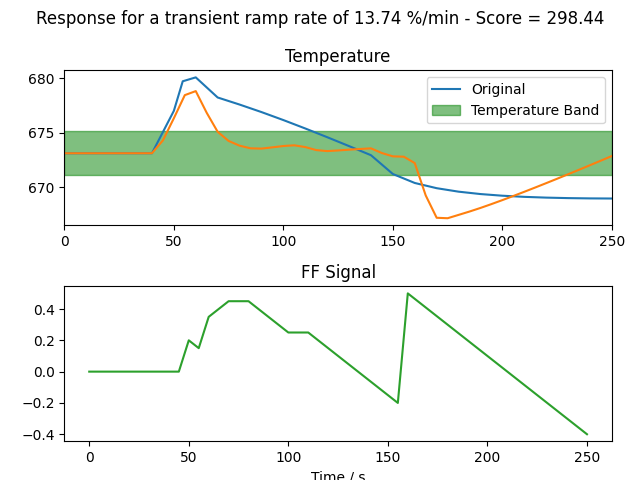 Response for a transient ramp rate of 13.74 %/min - Score = 298.44
Temperature
680
675
670
Original
Temperature Band
0 50 100 150 200 250
FF Signal
0.4
0.2
0.0
−0.2
−0.4
0 50 100 150 200 250
Time / s